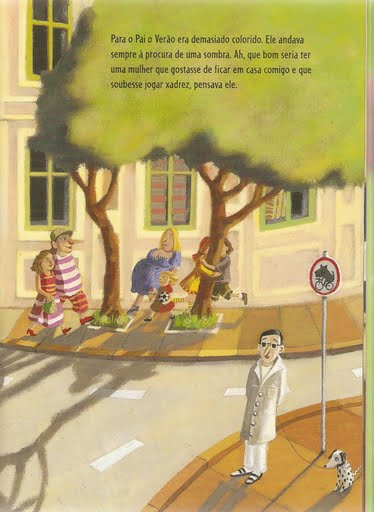 Para o Pai o Verão era demasiado colorido. Ele andava
sempre à procura de uma sombra. Ah, que bom seria ter
uma mulher que gostasse de ficar em casa comigo e que
soubesse jogar xadrez, pensava ele.